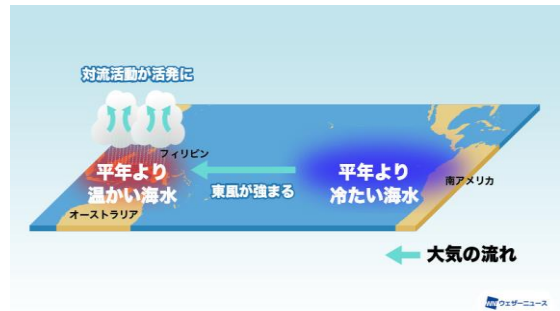 対流活動が活発に
フィリピン
平年より
温かい海水
東風が強まる
平年より
冷たい海水
南アメリカ
オーストラリア
大気の流れ
ウェザーニュース